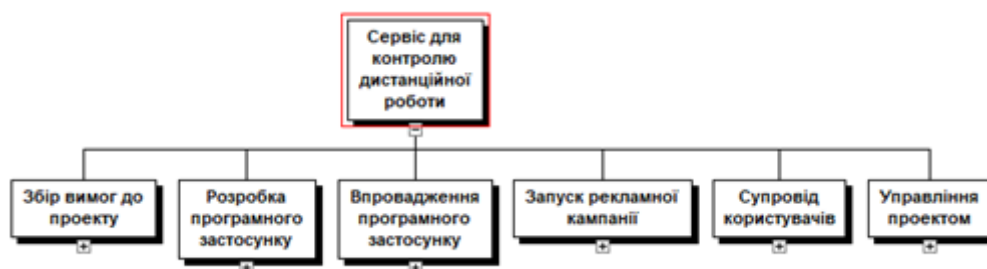 Сервіс для
контролю
дистанційної
роботи
Збір вимог до
проекту
Розробка
програмного
застосунку
Впровадження
програмного
застосунку
Запуск рекламної
кампанії
Супровід
користувачів
Управління
проектом